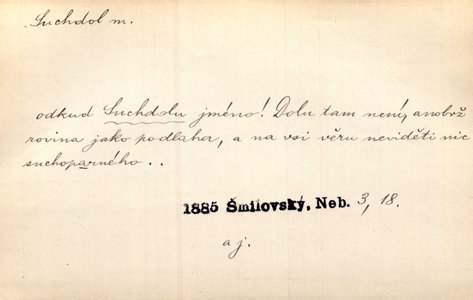 Suchdol m.
odkud Suchdolu jméno! Dolu tam není, anobrž
rovina jako podlaha, a na vsi věru neviděti nic
suchoparného..
1885 Šmilovský, Neb. 3, 18.
a j.